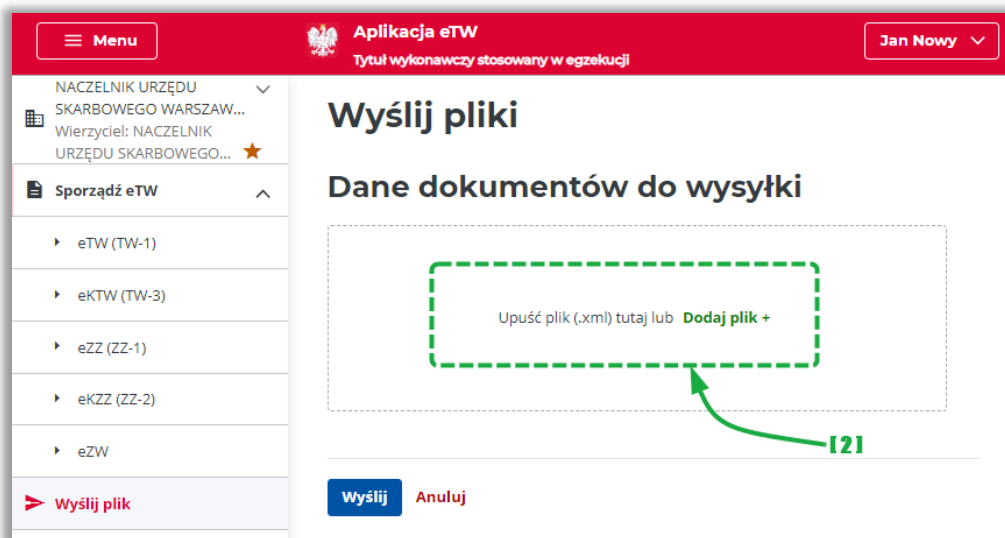 Menu
Aplikacja eTW
Tytuł wykonawczy stosowany w egzekucji
Jan Nowy
NACZELNIK URZĘDU
SKARBOWEGO WARSZAW...
Wierzyciel: NACZELNIK
URZĘDU SKARBOWEGO...
Sporządź eTW
eTW (TW-1)
eKTW (TW-3)
eZZ (ZZ-1)
eKZZ (ZZ-2)
eZW
Wyślij plik
Wyślij pliki
Dane dokumentów do wysyłki
Upuść plik (.xml) tutaj lub Dodaj plik +
[2]
Wyślij Anuluj